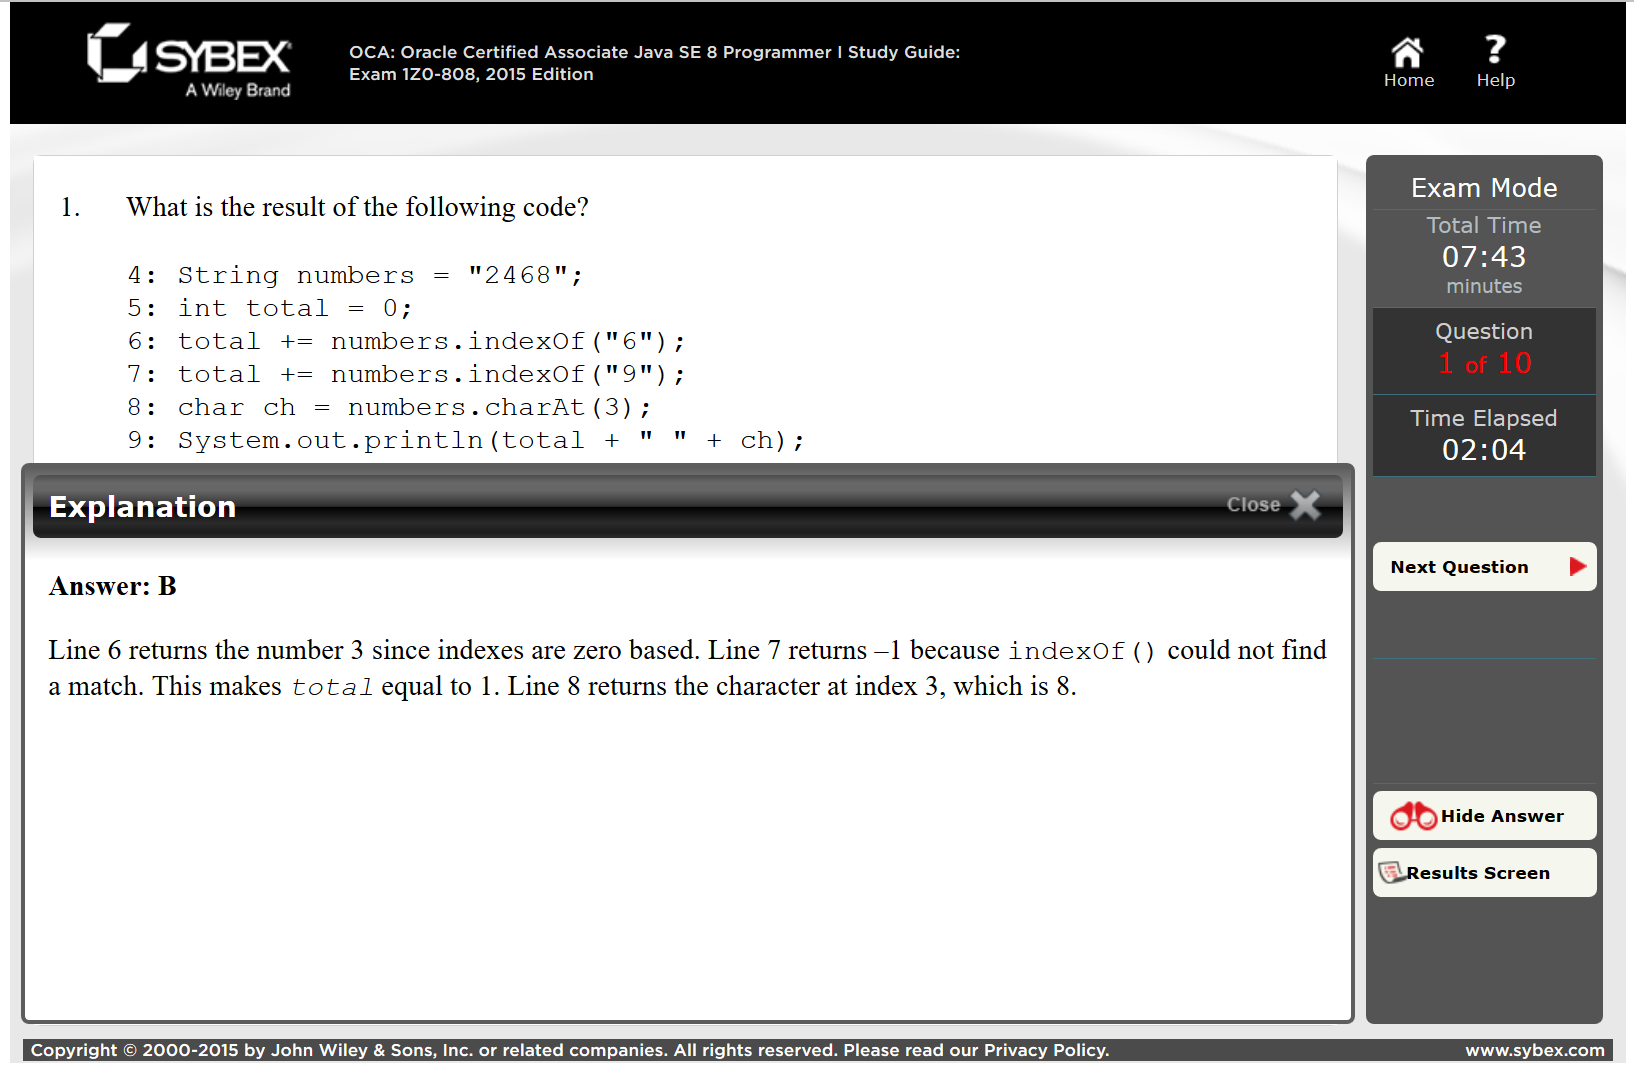 SYBEX
A Wiley Brand
OCA: Oracle Certified Associate Java SE 8 Programmer I Study Guide:
Exam 1Z0-808, 2015 Edition
Home
Help
1. What is the result of the following code?
4: String numbers = "2468";
5: int total = 0;
6: total += numbers.indexOf("6");
7: total += numbers.indexOf("9");
8: char ch = numbers.charAt(3);
9: System.out.println(total + " " + ch);
Explanation
Close
Answer: B
Line 6 returns the number 3 since indexes are zero based. Line 7 returns –1 because indexOf() could not find
a match. This makes total equal to 1. Line 8 returns the character at index 3, which is 8.
Exam Mode
Total Time
07:43
minutes
Question
1 of 10
Time Elapsed
02:04
Next Question
Hide Answer
Results Screen
Copyright © 2000-2015 by John Wiley & Sons, Inc. or related companies. All rights reserved. Please read our Privacy Policy.
www.sybex.com